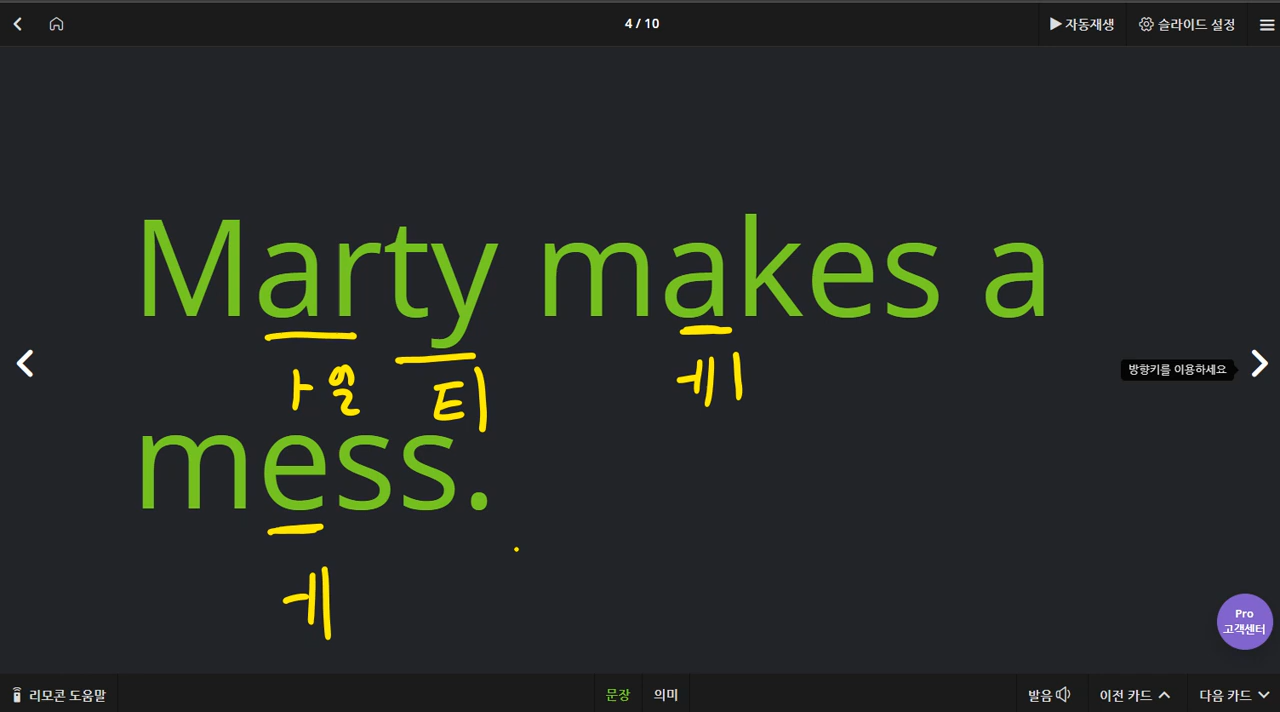 4 / 10
자동재생
슬라이드 설정
Marty makes a
ㅏ얼
티
ㅔㅣ
방향키를 이용하세요
mess.
ㅔ
Pro
고객센터
리모콘 도움말
문장
의미
발음
이전 카드
다음 카드